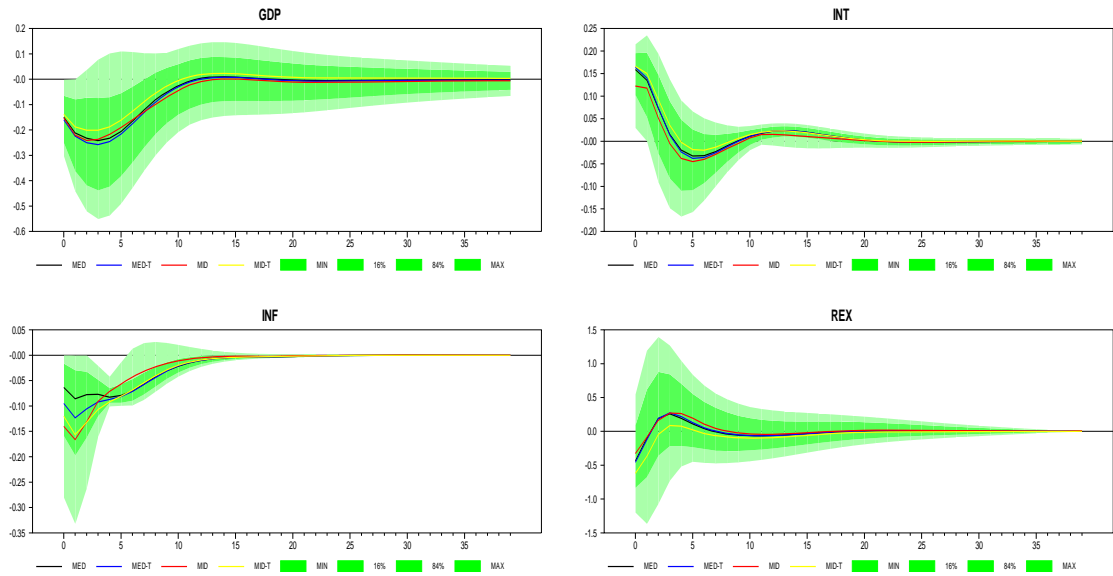 GDP
0.2
0.1
-0.0
-0.1
-0.2
-0.3
-0.4
-0.5
-0.6
0 5 10 15 20 25 30 35
MED MED-T MID MID-T MIN 16% 84% MAX
INT
0.25
0.20
0.15
0.10
0.05
-0.00
-0.05
-0.10
-0.15
-0.20
0 5 10 15 20 25 30 35
MED MED-T MID MID-T MIN 16% 84% MAX
INF
0.05
-0.00
-0.05
-0.10
-0.15
-0.20
-0.25
-0.30
-0.35
0 5 10 15 20 25 30 35
MED MED-T MID MID-T MIN 16% 84% MAX
REX
1.5
1.0
0.5
0.0
-0.5
-1.0
-1.5
0 5 10 15 20 25 30 35
MED MED-T MID MID-T MIN 16% 84% MAX